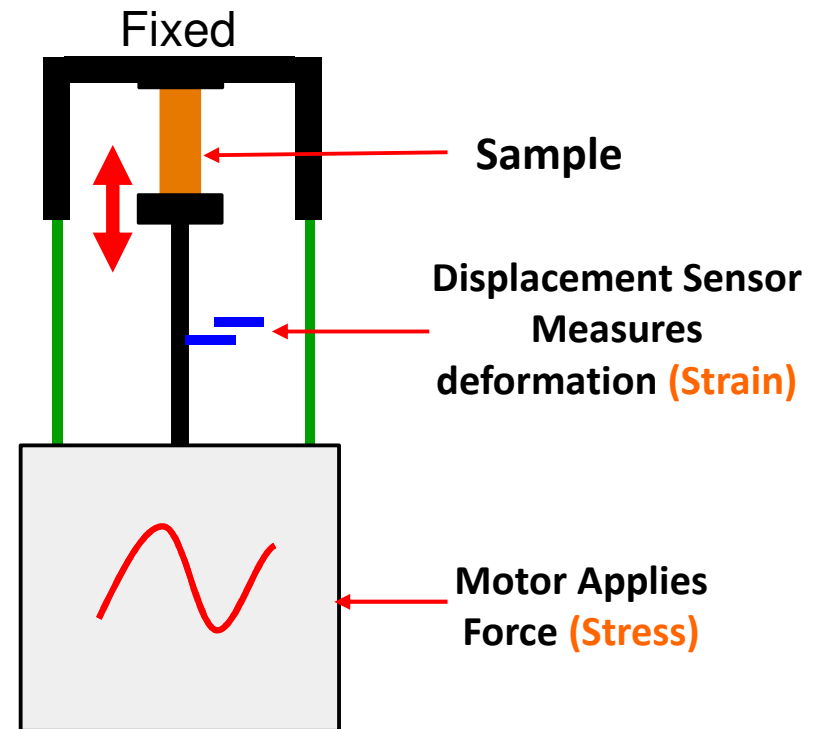 Fixed
Sample
Displacement Sensor
Measures
deformation (Strain)
Motor Applies
Force (Stress)